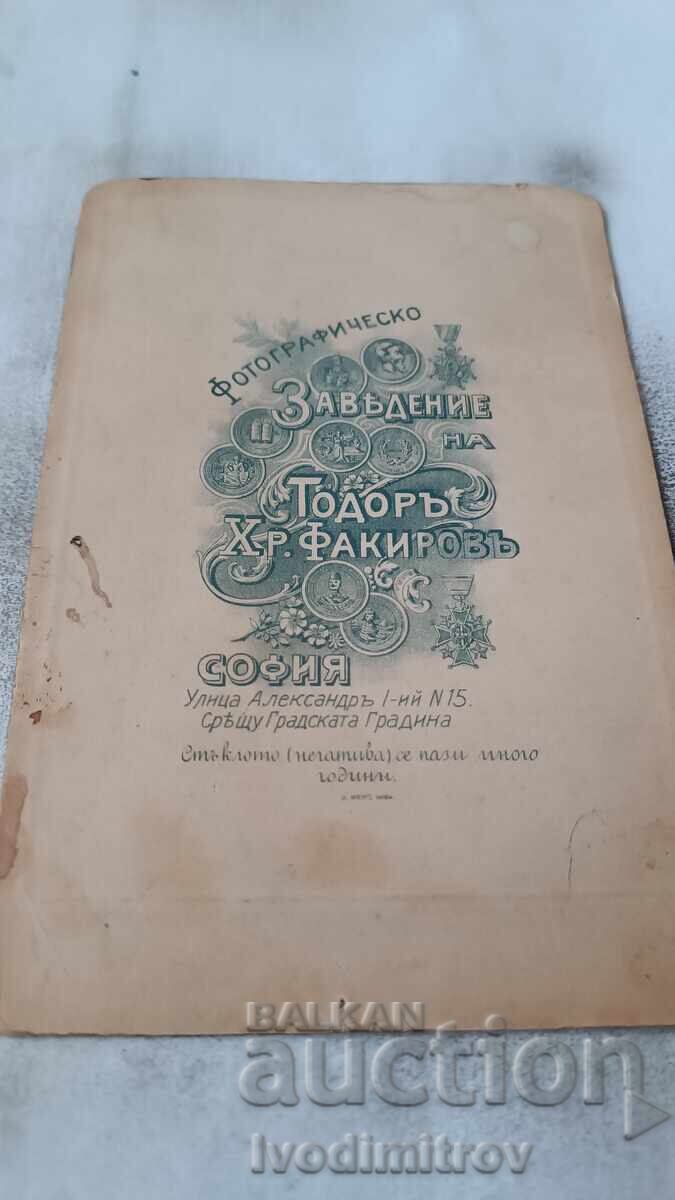 Фотографическо
Заведение
на
Тодоръ
Хр. Факировъ
София
Улица Александръ I-ий N 15.
Срѣщу Градската Градина
Стъклото (негатива) се пази много
години.
BALKAN
auction
Ivodimitrov